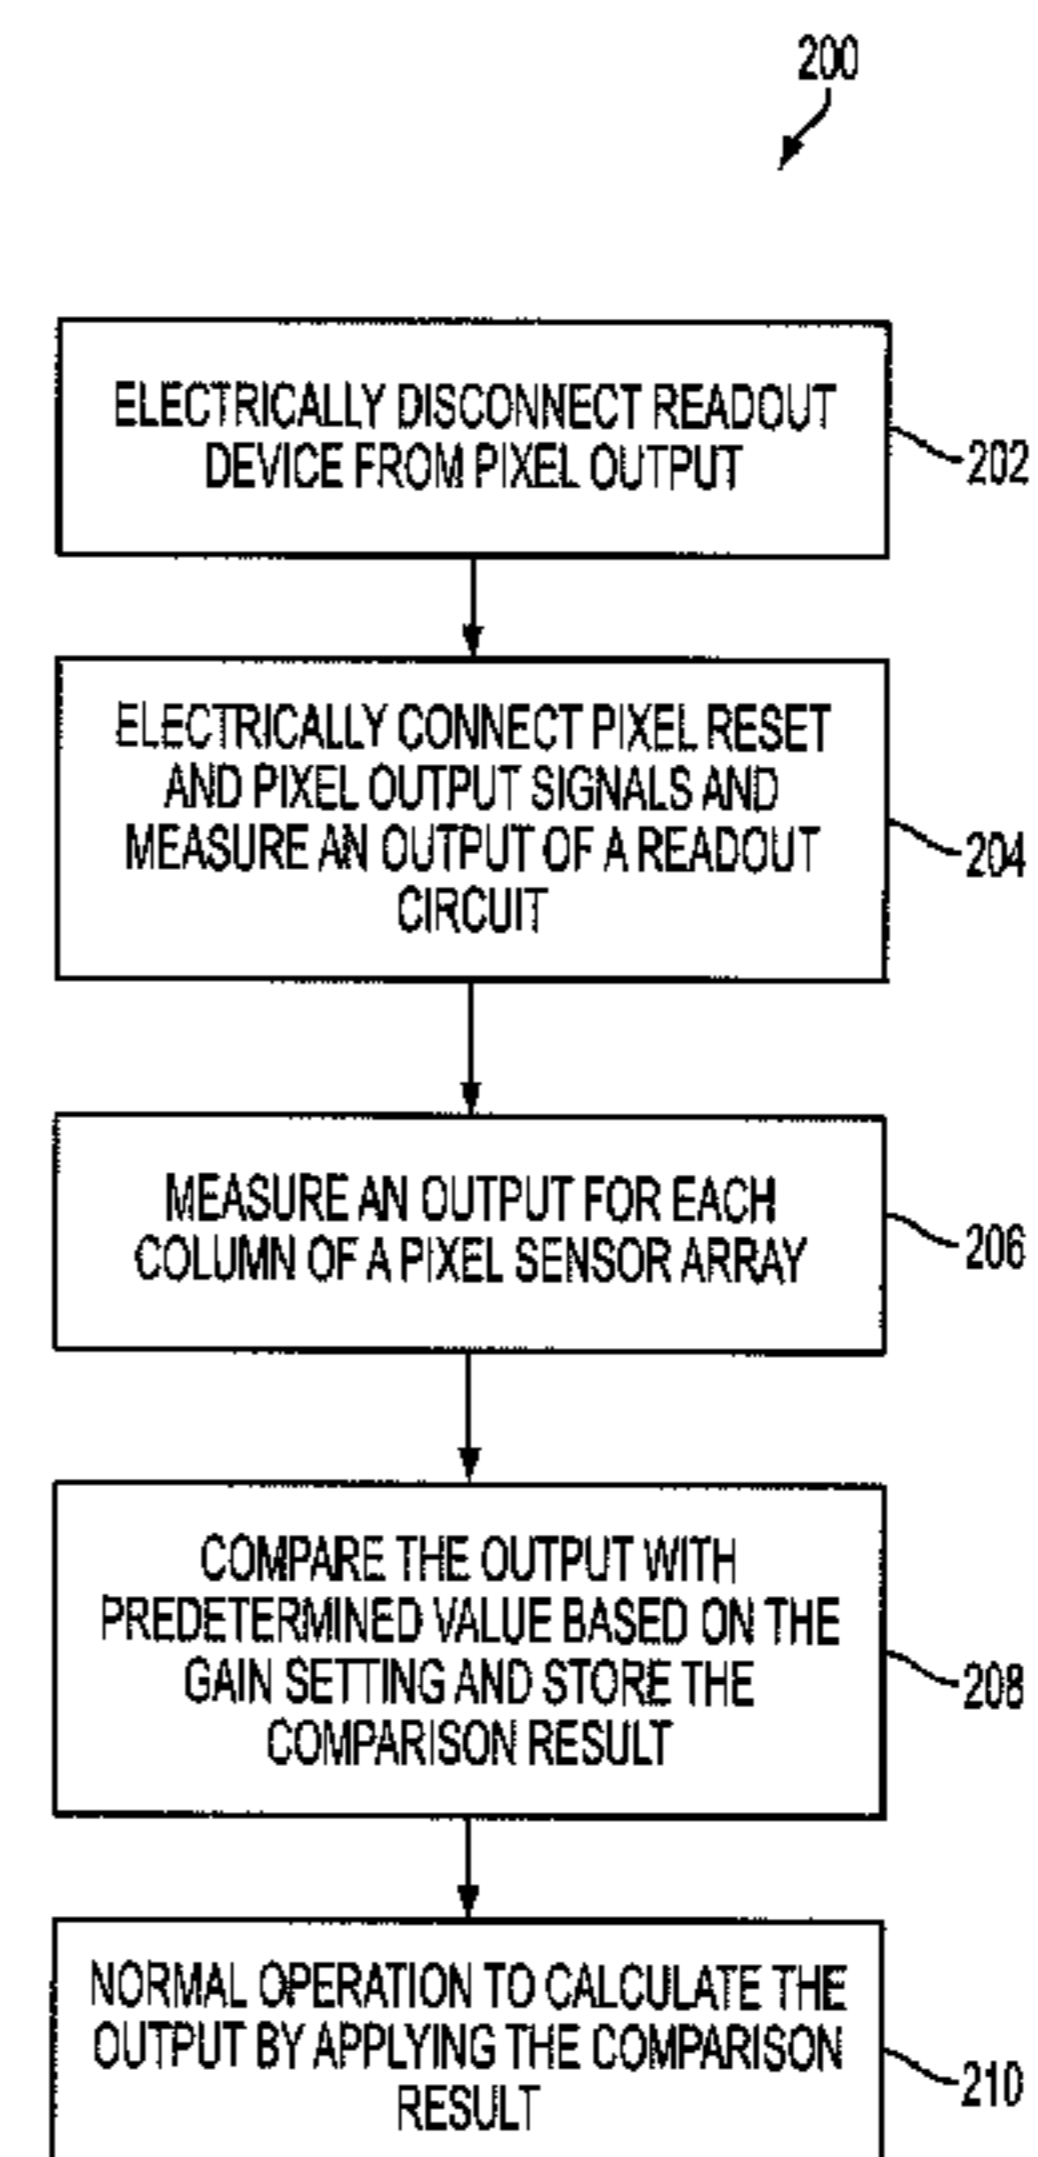 200
ELECTRICALLY DISCONNECT READOUT
DEVICE FROM PIXEL OUTPUT
202
ELECTRICALLY CONNECT PIXEL RESET
AND PIXEL OUTPUT SIGNALS AND
MEASURE AN OUTPUT OF A READOUT
CIRCUIT
204
MEASURE AN OUTPUT FOR EACH
COLUMN OF A PIXEL SENSOR ARRAY
206
COMPARE THE OUTPUT WITH
PREDETERMINED VALUE BASED ON THE
GAIN SETTING AND STORE THE
COMPARISON RESULT
208
NORMAL OPERATION TO CALCULATE THE
OUTPUT BY APPLYING THE COMPARISON
RESULT
210